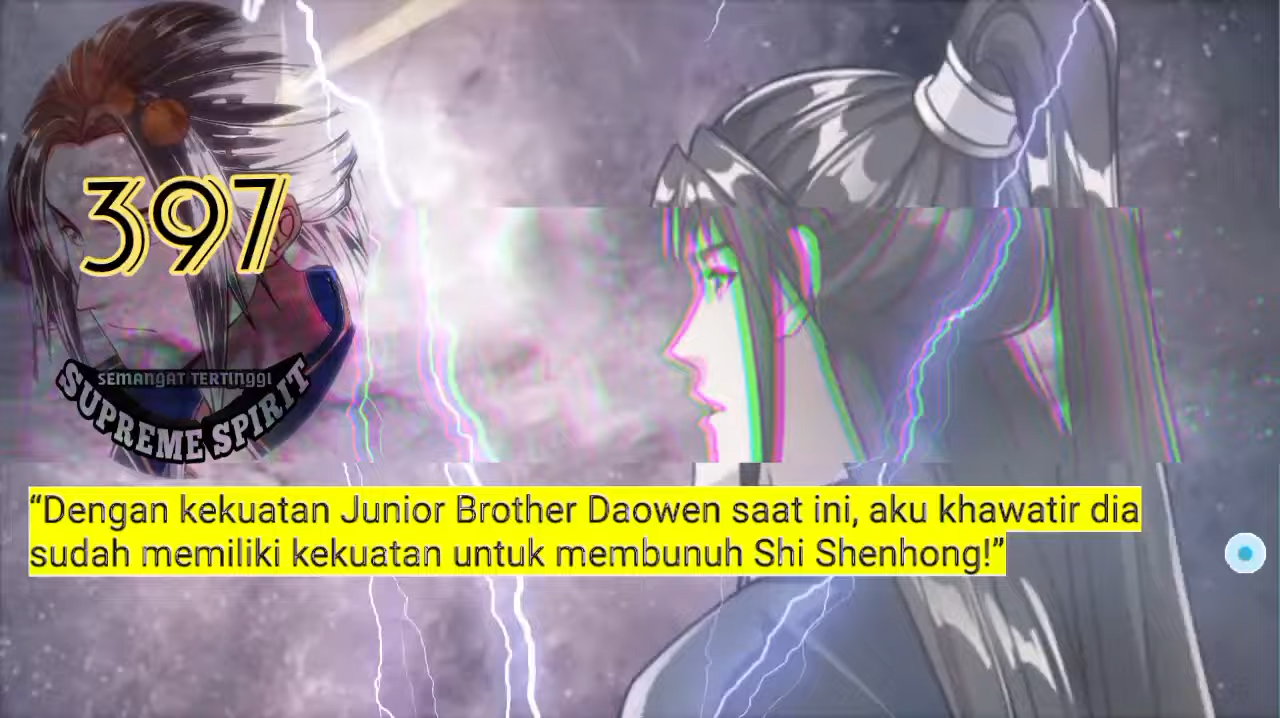 397
SEMANGAT TERTINGGI
SUPREME SPIRIT
“Dengan kekuatan Junior Brother Daowen saat ini, aku khawatir dia
sudah memiliki kekuatan untuk membunuh Shi Shenhong!”